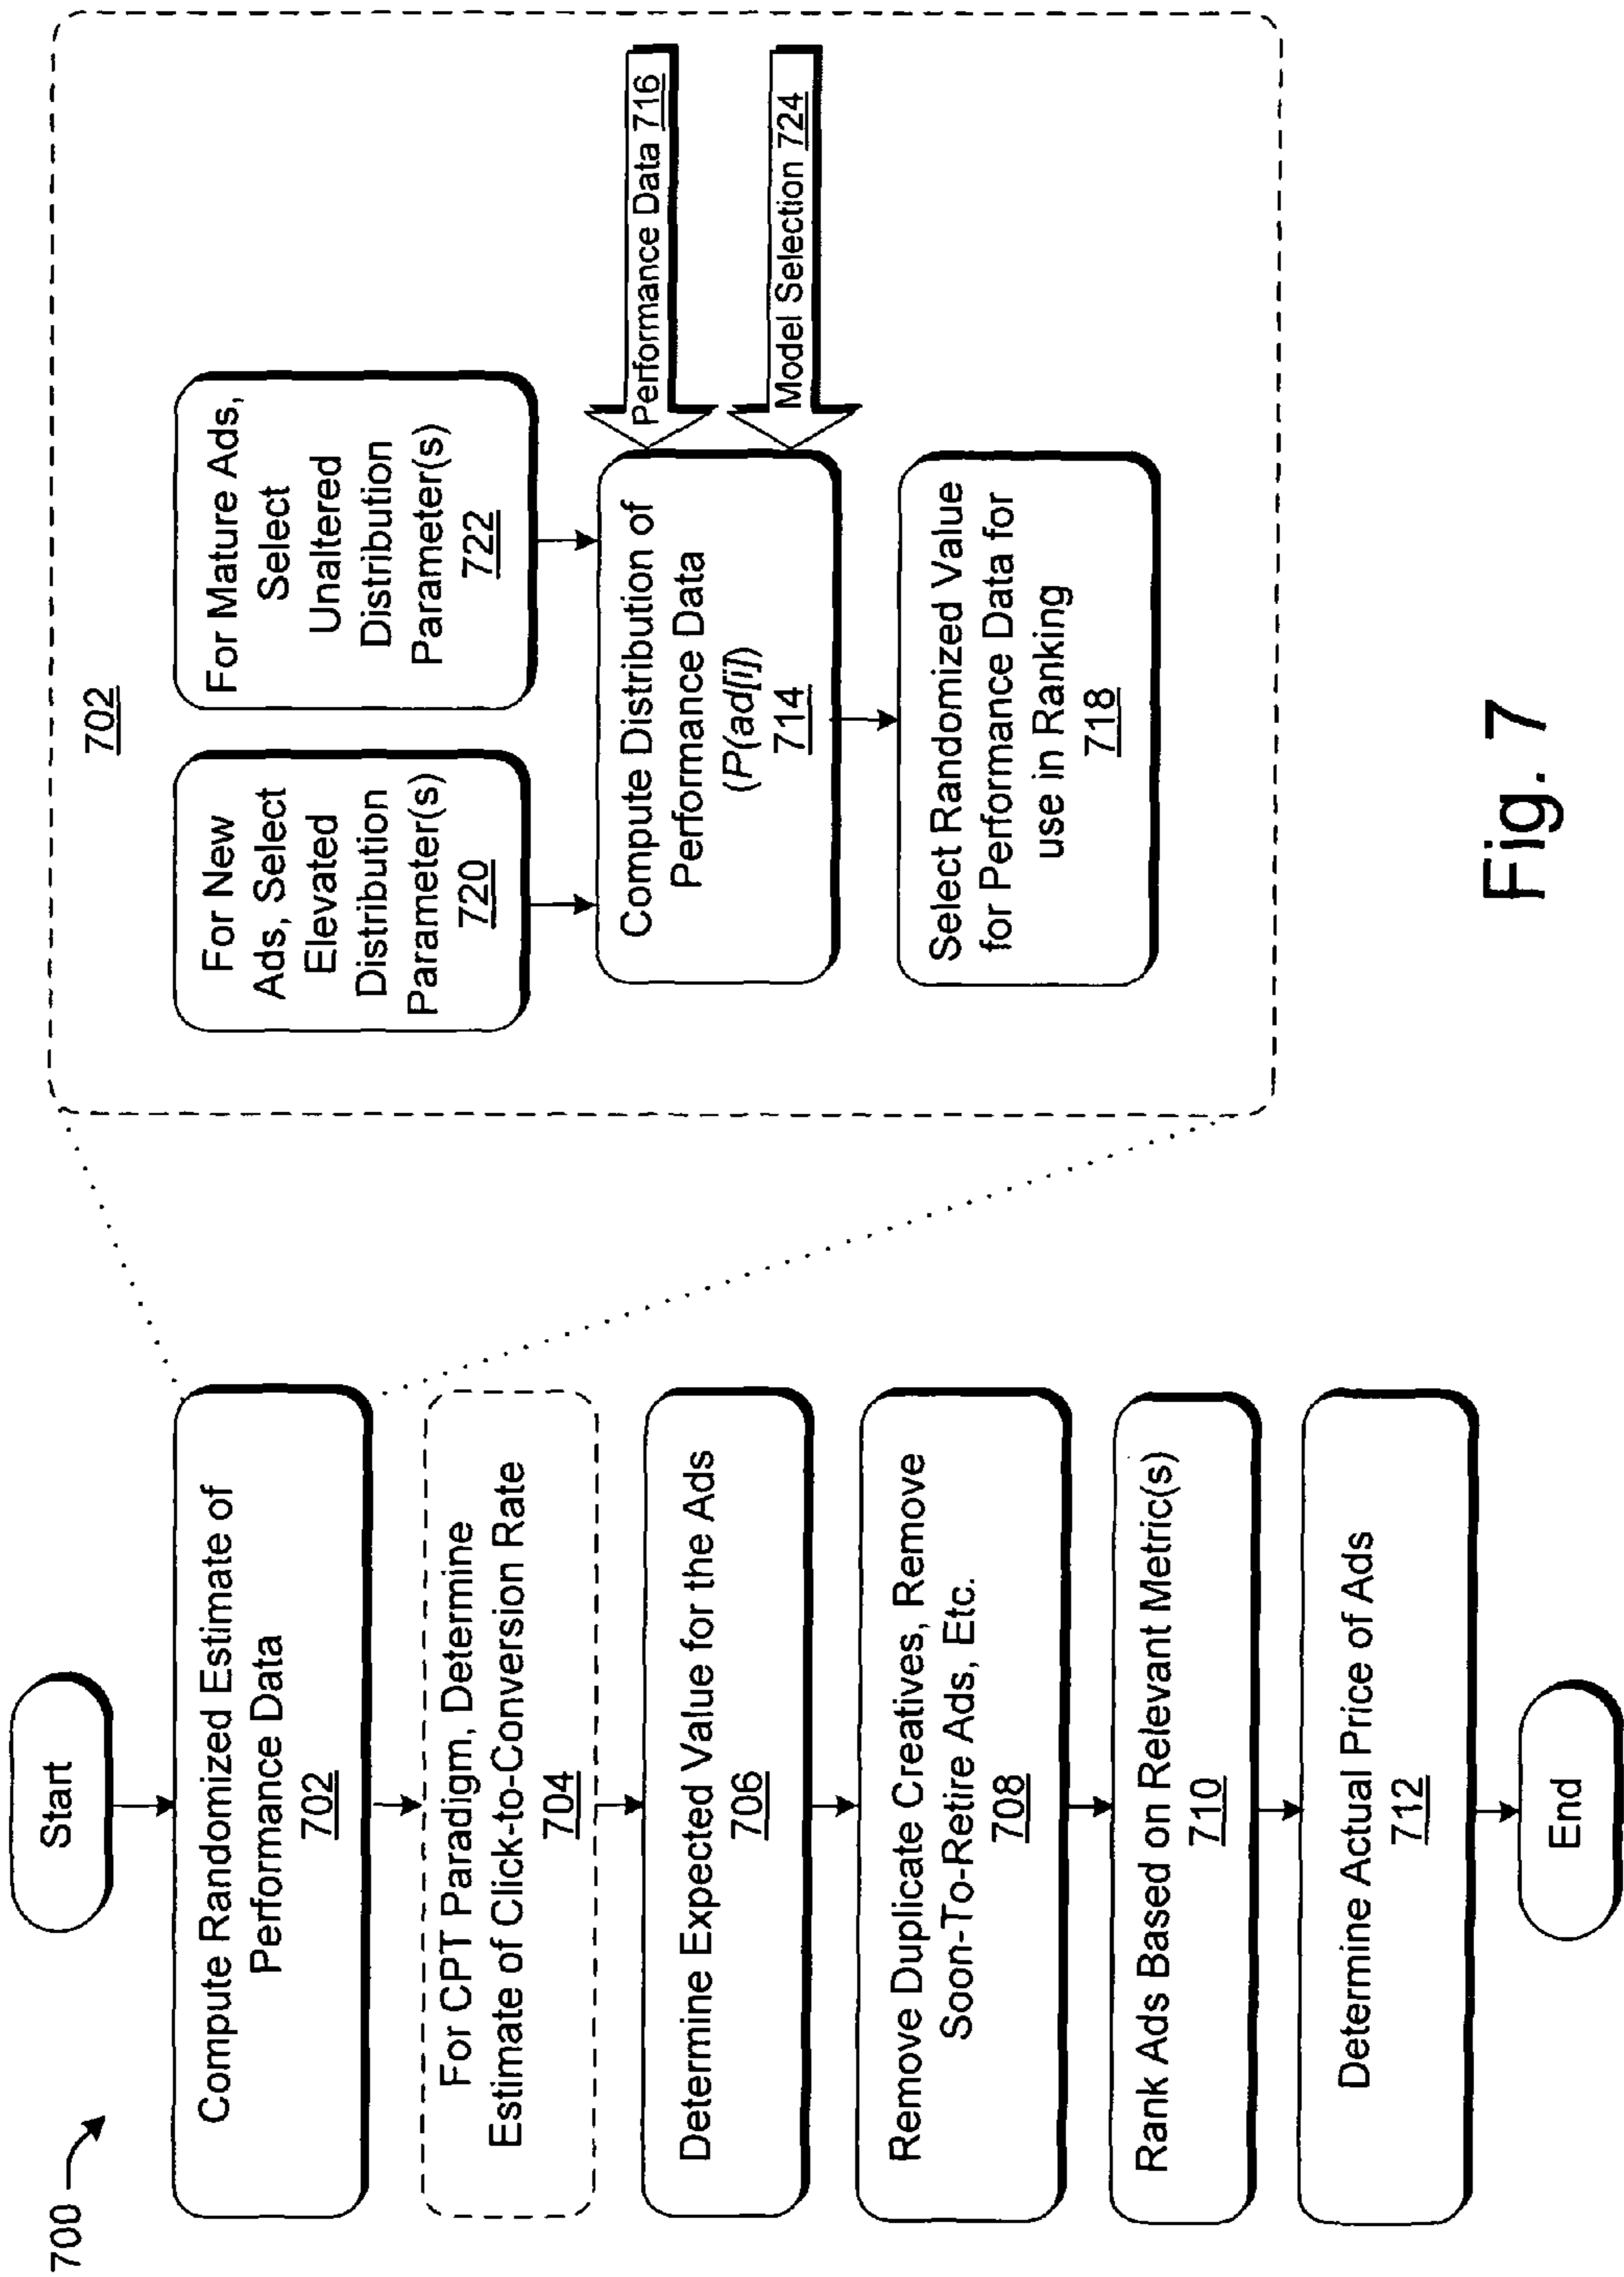 700
Start
Compute Randomized Estimate of
Performance Data
702
For CPT Paradigm, Determine
Estimate of Click-to-Conversion Rate
704
Determine Expected Value for the Ads
706
Remove Duplicate Creatives, Remove
Soon-To-Retire Ads, Etc.
708
Rank Ads Based on Relevant Metric(s)
710
Determine Actual Price of Ads
712
End
702
For New
Ads, Select
Elevated
Distribution
Parameter(s)
720
For Mature Ads,
Select
Unaltered
Distribution
Parameter(s)
722
Compute Distribution of
Performance Data
(P(ad[i])
714
Performance Data 716
Model Selection 724
Select Randomized Value
for Performance Data for
use in Ranking
718
Fig. 7